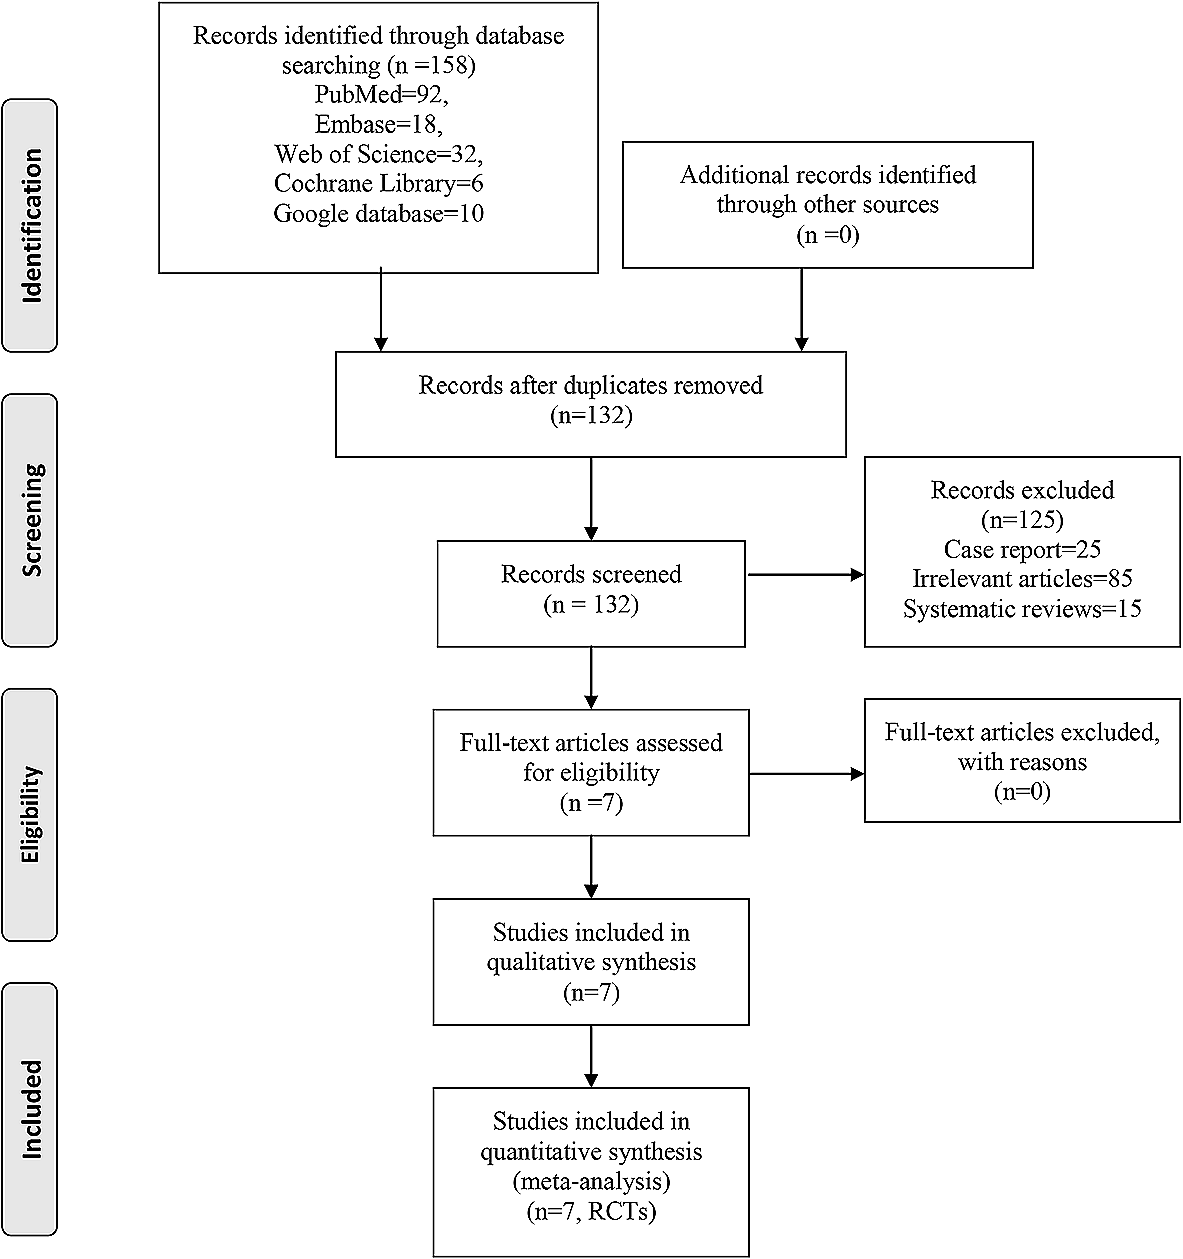 Records identified through database
searching (n =158)
PubMed=92,
Embase=18,
Web of Science=32,
Cochrane Library=6
Google database=10
Additional records identified
through other sources
(n =0)
Identification
Records after duplicates removed
(n=132)
Screening
Records screened
(n = 132)
Records excluded
(n=125)
Case report=25
Irrelevant articles=85
Systematic reviews=15
Eligibility
Full-text articles assessed
for eligibility
(n =7)
Full-text articles excluded,
with reasons
(n=0)
Studies included in
qualitative synthesis
(n=7)
Included
Studies included in
quantitative synthesis
(meta-analysis)
(n=7, RCTs)